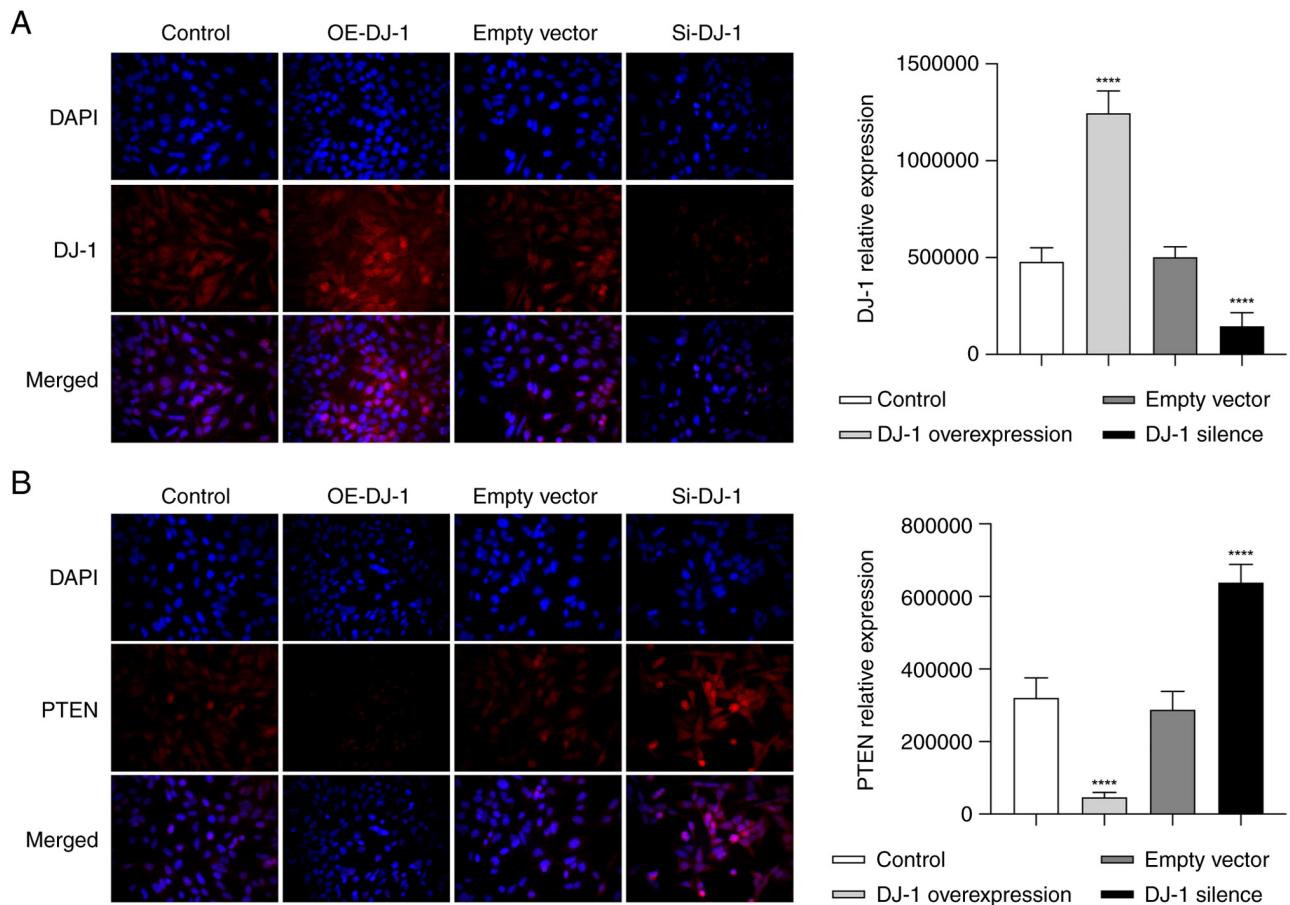 A
Control OE-DJ-1 Empty vector Si-DJ-1
DAPI
DJ-1
Merged
DJ-1 relative expression
1500000
1000000
500000
0
****
****
Control
Empty vector
DJ-1 overexpression
DJ-1 silence
B
Control OE-DJ-1 Empty vector Si-DJ-1
DAPI
PTEN
Merged
PTEN relative expression
800000
600000
400000
200000
0
****
****
Control
Empty vector
DJ-1 overexpression
DJ-1 silence